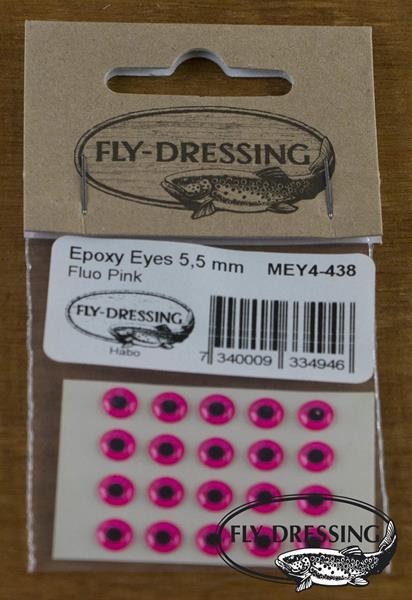 FLY-DRESSING
Epoxy Eyes 5,5 mm MEY4-438
Fluo Pink
FLY-DRESSING
Habo
7 340009 334946
FLY-DRESSING